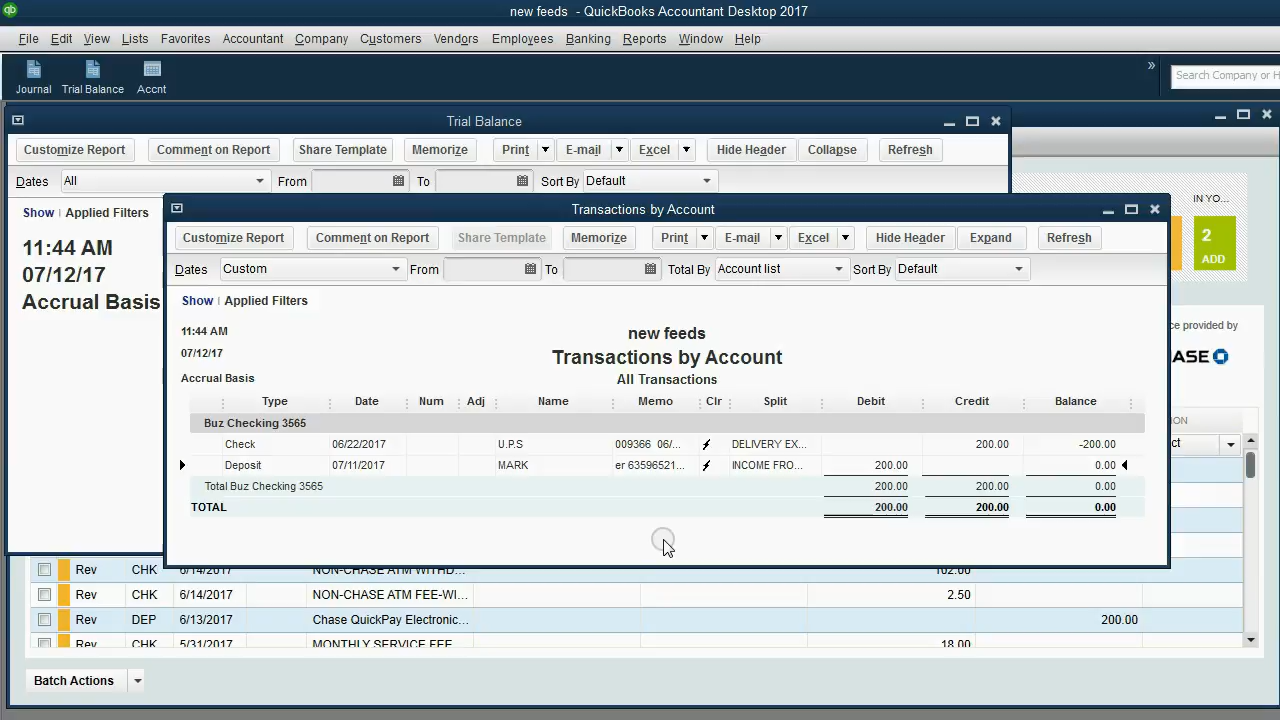 new feeds - QuickBooks Accountant Desktop 2017
File Edit View Lists Favorites Accountant Company Customers Vendors Employees Banking Reports Window Help
Journal Trial Balance Accnt
» Search Company or H
Trial Balance
Customize Report Comment on Report Share Template Memorize Print E-mail Excel Hide Header Collapse Refresh
Dates All From To Sort By Default
Show | Applied Filters
11:44 AM
07/12/17
Accrual Basis
IN YO...
2
ADD
ce provided by
ASE
ION
ct
Transactions by Account
Customize Report Comment on Report Share Template Memorize Print E-mail Excel Hide Header Expand Refresh
Dates Custom From To Total By Account list Sort By Default
Show | Applied Filters
11:44 AM new feeds
07/12/17 Transactions by Account
Accrual Basis All Transactions
Type Date Num Adj Name Memo Clr Split Debit Credit Balance
Buz Checking 3565
Check 06/22/2017 U.P.S 009366 06/... DELIVERY EX... 200.00 -200.00
Deposit 07/11/2017 MARK er 63596521... INCOME FRO... 200.00 0.00
Total Buz Checking 3565 200.00 200.00 0.00
TOTAL 200.00 200.00 0.00
Rev CHK 6/14/2017 NON-CHASE ATM WITHD... 102.00
Rev CHK 6/14/2017 NON-CHASE ATM FEE-WI... 2.50
Rev DEP 6/13/2017 Chase QuickPay Electronic... 200.00
Rev CHK 5/31/2017 MONTHLY SERVICE FEE 18.00
Batch Actions